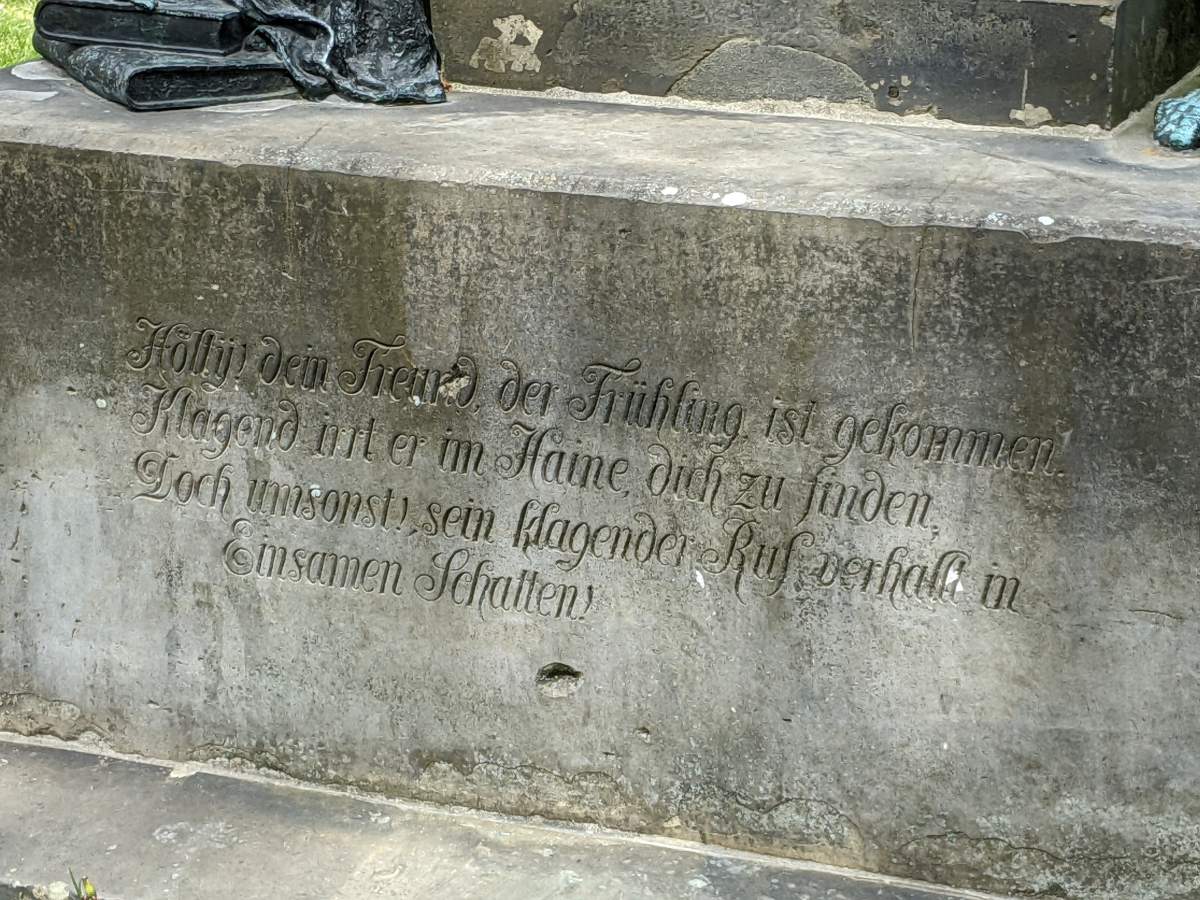 Höltÿ! dein Freund, der Frühling, ist gekommen.
Klagend irrt er im Haine, dich zu finden,
Doch umsonst!, sein klagender Ruf verhallt in
Einsamen Schatten!